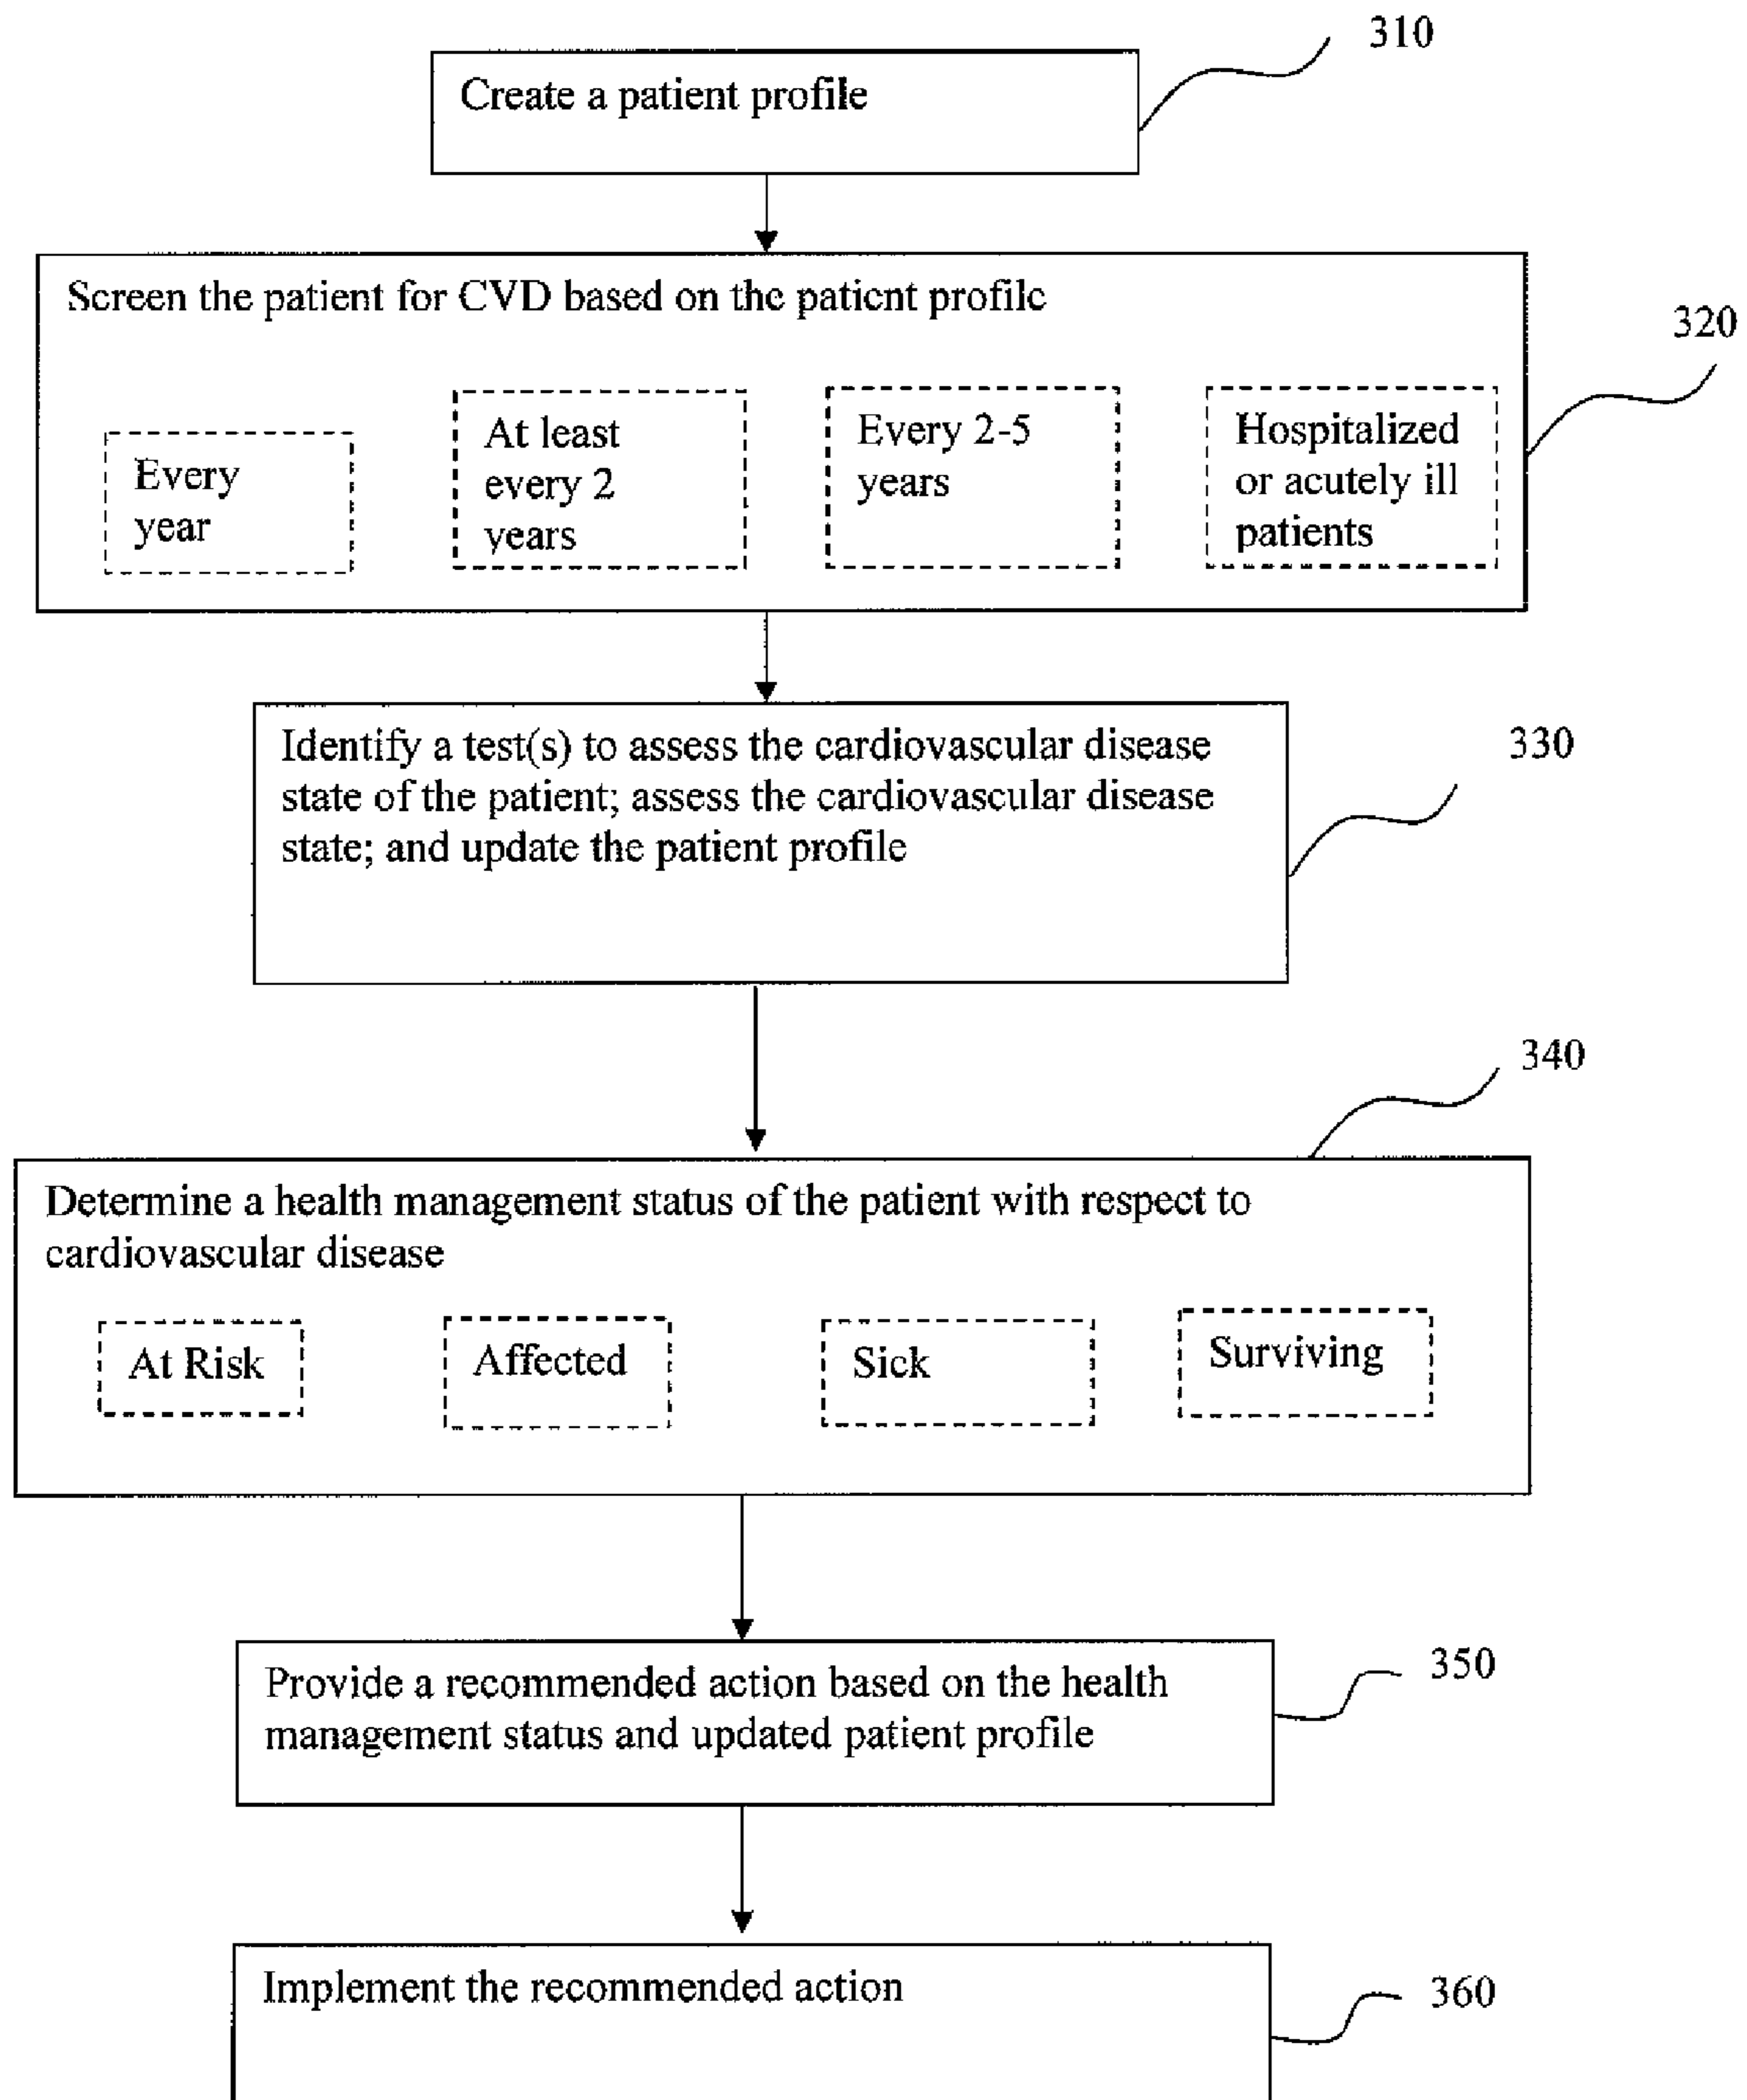 310
Create a patient profile
Screen the patient for CVD based on the patient profile
320
Every
year
At least
every 2
years
Every 2-5
years
Hospitalized
or acutely ill
patients
330
Identify a test(s) to assess the cardiovascular disease
state of the patient; assess the cardiovascular disease
state; and update the patient profile
340
Determine a health management status of the patient with respect to
cardiovascular disease
At Risk
Affected
Sick
Surviving
350
Provide a recommended action based on the health
management status and updated patient profile
Implement the recommended action
360